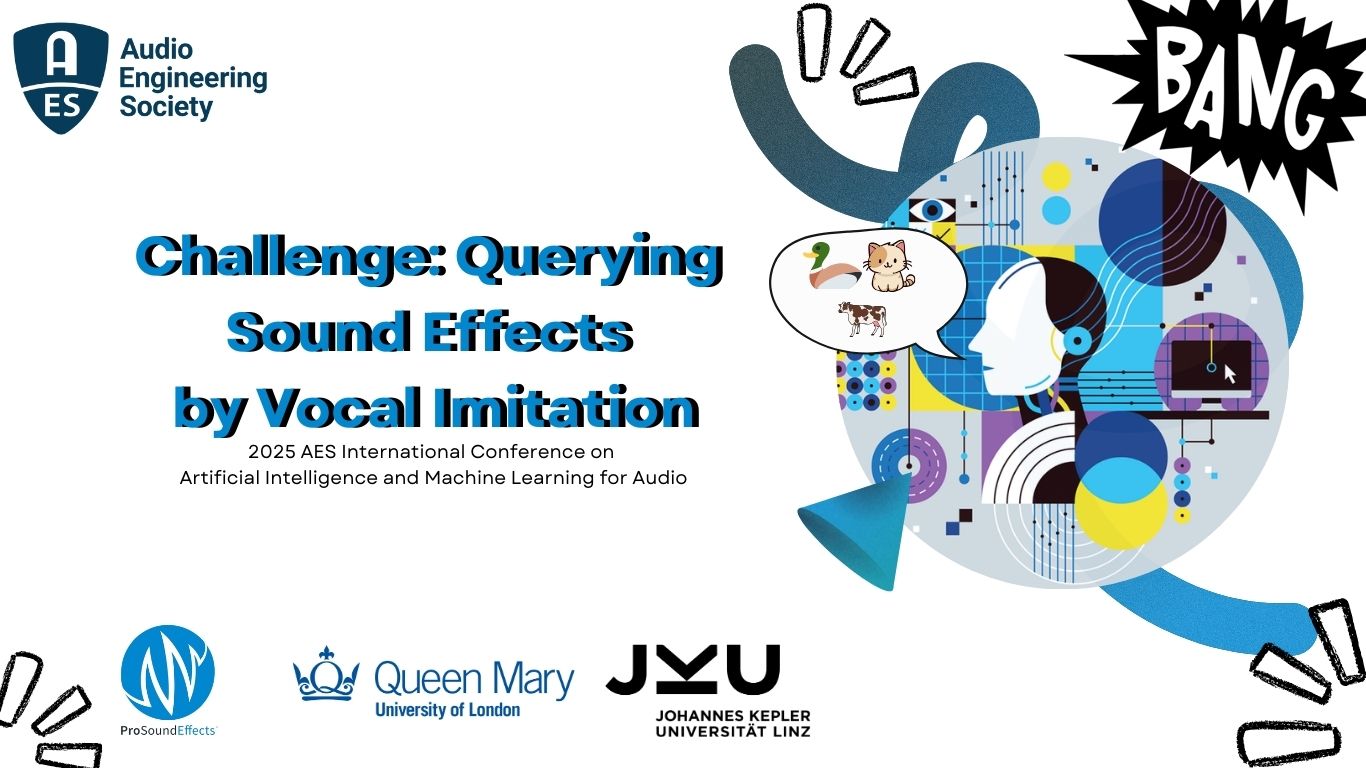 AES
Audio
Engineering
Society
BANG
Challenge: Querying
Sound Effects
by Vocal Imitation
2025 AES International Conference on
Artificial Intelligence and Machine Learning for Audio
ProSoundEffects
Queen Mary
University of London
JKU
JOHANNES KEPLER
UNIVERSITÄT LINZ